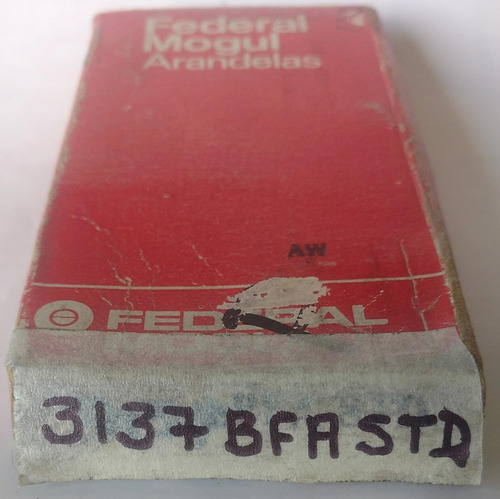 Federal
Mogul
Arandelas
AW
FEDERAL
3137 BFA STD